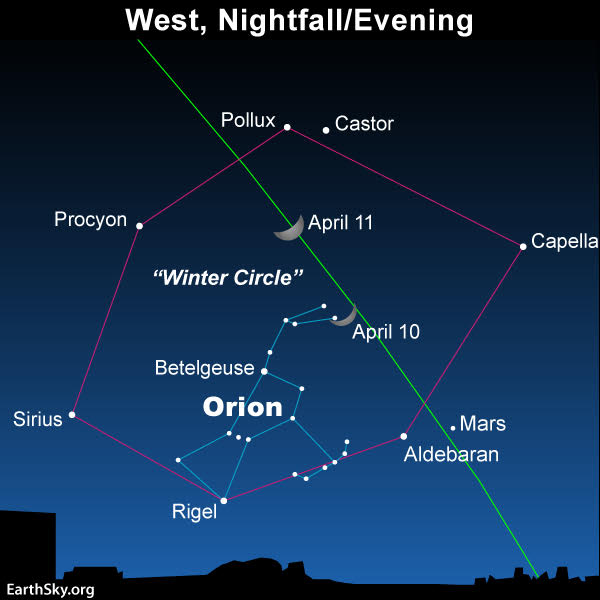 West, Nightfall/Evening
Pollux
Castor
Procyon
April 11
Capella
“Winter Circle”
April 10
Betelgeuse
Orion
Sirius
Mars
Aldebaran
Rigel
EarthSky.org